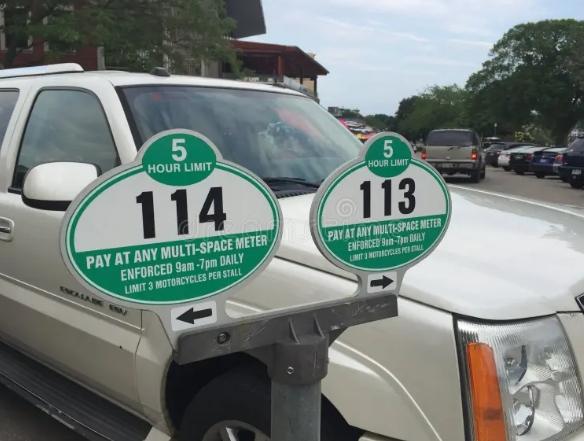 5
HOUR LIMIT
114
PAY AT ANY MULTI-SPACE METER
ENFORCED 9am -7pm DAILY
LIMIT 3 MOTORCYCLES PER STALL
5
HOUR LIMIT
113
PAY AT ANY MULTI-SPACE METER
ENFORCED 9am-7pm DAILY
LIMIT 3 MOTORCYCLES PER STALL